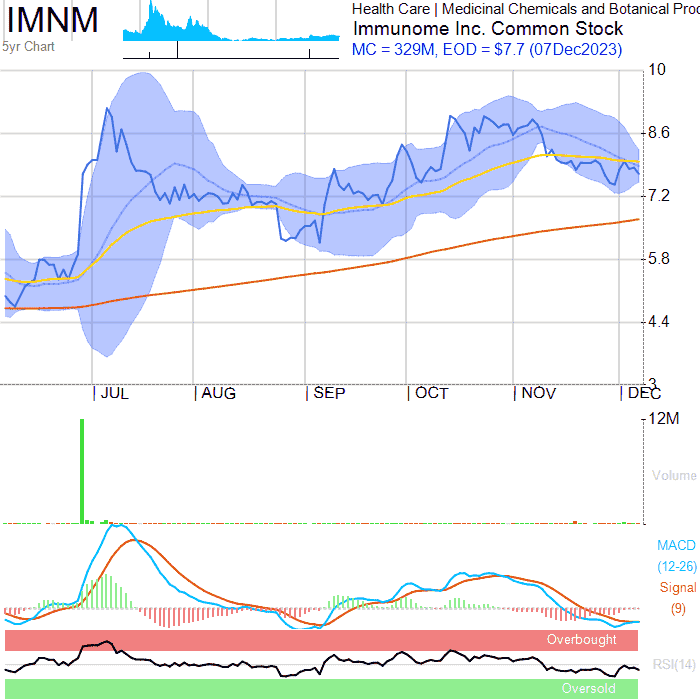 IMNM
5yr Chart
Health Care | Medicinal Chemicals and Botanical Proc
Immunome Inc. Common Stock
MC = 329M, EOD = $7.7 (07Dec2023)
10
8.6
7.2
5.8
4.4
3
JUL AUG SEP OCT NOV DEC
12M
Volume
MACD
(12-26)
Signal
(9)
Overbought
RSI(14)
Oversold